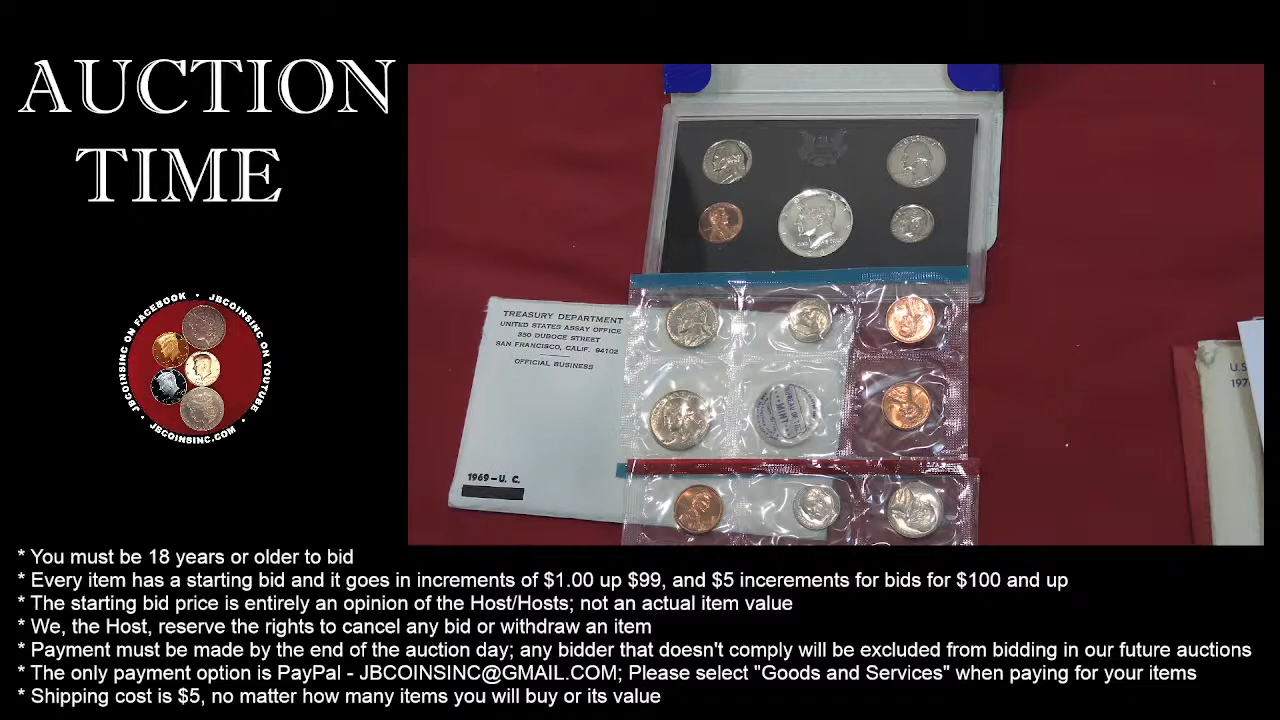 AUCTION
TIME
JBCOINSINC ON FACEBOOK • JBCOINSINC ON YOUTUBE • JBCOINSINC.COM •
TREASURY DEPARTMENT
UNITED STATES ASSAY OFFICE
350 DUBOCE STREET
SAN FRANCISCO, CALIF. 94102
OFFICIAL BUSINESS
1969-U. C.
MINT
U.S
197
* You must be 18 years or older to bid
* Every item has a starting bid and it goes in increments of $1.00 up $99, and $5 incerements for bids for $100 and up
* The starting bid price is entirely an opinion of the Host/Hosts; not an actual item value
* We, the Host, reserve the rights to cancel any bid or withdraw an item
* Payment must be made by the end of the auction day; any bidder that doesn't comply will be excluded from bidding in our future auctions
* The only payment option is PayPal - JBCOINSINC@GMAIL.COM; Please select "Goods and Services" when paying for your items
* Shipping cost is $5, no matter how many items you will buy or its value